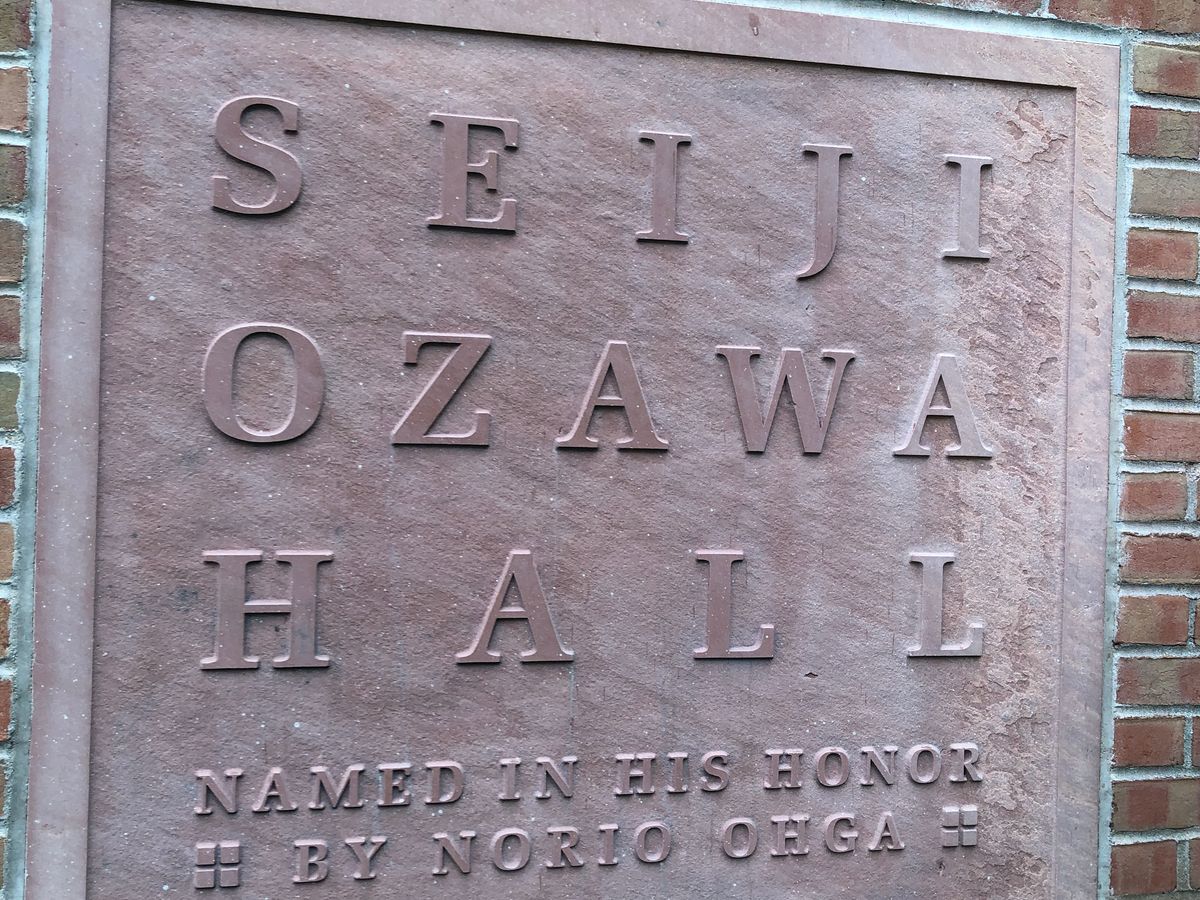 SEIJI
OZAWA
HALL
NAMED IN HIS HONOR
BY NORIO OHGA